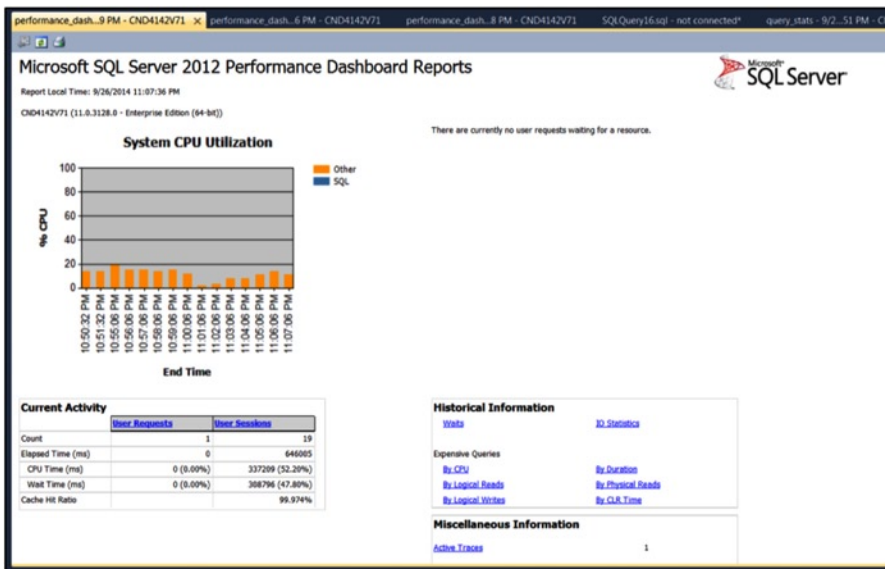 performance_dash...9 PM - CND4142V71 × performance_dash...6 PM - CND4142V71 performance_dash...8 PM - CND4142V71 SQLQuery16.sql - not connected* query_stats - 9/2...51 PM - C
Microsoft SQL Server 2012 Performance Dashboard Reports
Microsoft
SQL Server
Report Local Time: 9/26/2014 11:07:36 PM
CND4142V71 (11.0.3128.0 - Enterprise Edition (64-bit))
There are currently no user requests waiting for a resource.
System CPU Utilization
Other
SQL
% CPU
100
80
60
40
20
0
10:50:32 PM
10:51:32 PM
10:55:06 PM
10:56:06 PM
10:57:06 PM
10:58:06 PM
10:59:06 PM
11:00:06 PM
11:01:06 PM
11:02:06 PM
11:03:06 PM
11:04:06 PM
11:05:06 PM
11:06:06 PM
11:07:06 PM
End Time
Current Activity
User Requests User Sessions
Count 1 19
Elapsed Time (ms) 0 646005
CPU Time (ms) 0 (0.00%) 337209 (52.20%)
Wait Time (ms) 0 (0.00%) 308796 (47.80%)
Cache Hit Ratio 99.974%
Historical Information
Waits IO Statistics
Expensive Queries
By CPU By Duration
By Logical Reads By Physical Reads
By Logical Writes By CLR Time
Miscellaneous Information
Active Traces 1